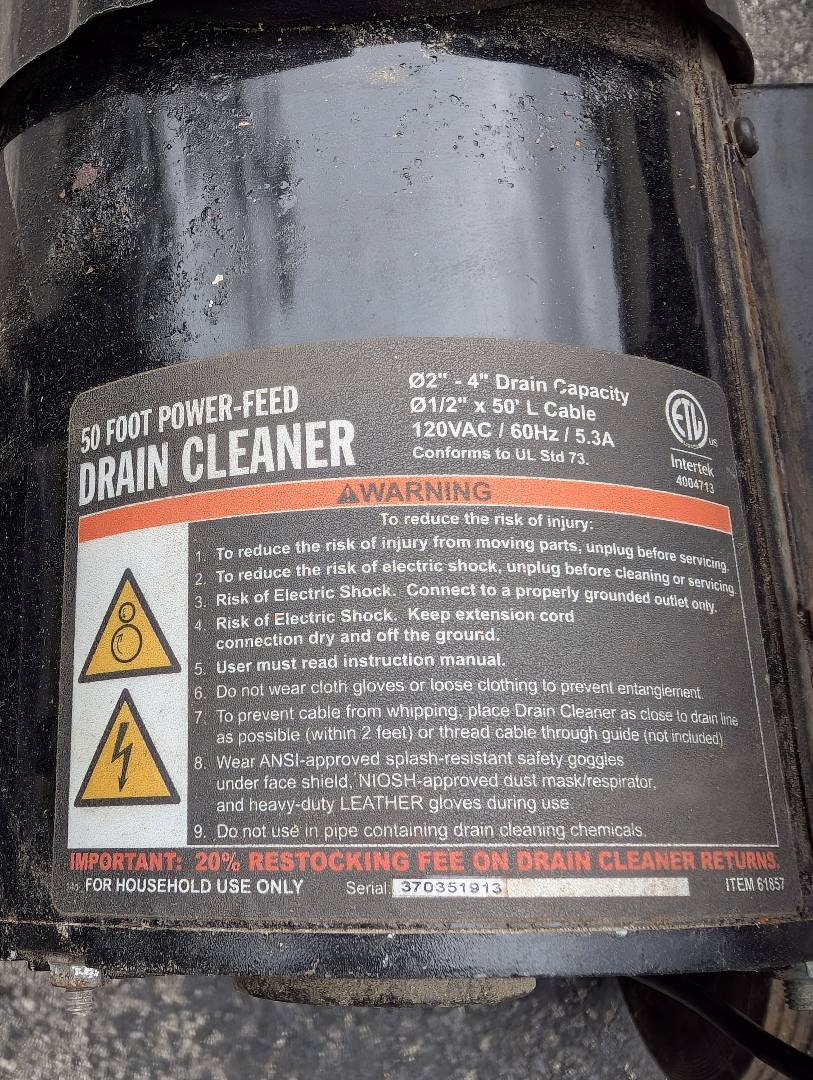 50 FOOT POWER-FEED
DRAIN CLEANER
Ø2" - 4" Drain Capacity
Ø1/2" x 50' L Cable
120VAC / 60Hz / 5.3A
Conforms to UL Std 73.
ETL
US
Intertek
4004713
WARNING
To reduce the risk of injury:
1. To reduce the risk of injury from moving parts, unplug before servicing.
2. To reduce the risk of electric shock, unplug before cleaning or servicing.
3. Risk of Electric Shock. Connect to a properly grounded outlet only.
4. Risk of Electric Shock. Keep extension cord
connection dry and off the ground.
5. User must read instruction manual.
6. Do not wear cloth gloves or loose clothing to prevent entanglement.
7. To prevent cable from whipping, place Drain Cleaner as close to drain line
as possible (within 2 feet) or thread cable through guide (not included).
8. Wear ANSI-approved splash-resistant safety goggles
under face shield, NIOSH-approved dust mask/respirator,
and heavy-duty LEATHER gloves during use.
9. Do not use in pipe containing drain cleaning chemicals.
IMPORTANT: 20% RESTOCKING FEE ON DRAIN CLEANER RETURNS.
FOR HOUSEHOLD USE ONLY
Serial: 370351913
ITEM 61857